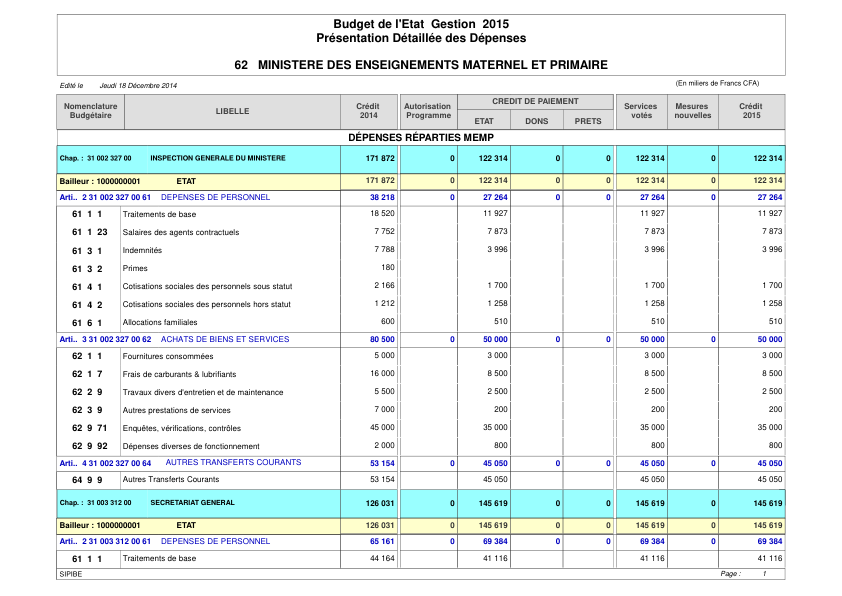 Budget de l'Etat Gestion 2015
Présentation Détaillée des Dépenses
62 MINISTERE DES ENSEIGNEMENTS MATERNEL ET PRIMAIRE
Edité le Jeudi 18 Décembre 2014 (En miliers de Francs CFA)
Nomenclature Budgétaire LIBELLE Crédit 2014 Autorisation Programme CREDIT DE PAIEMENT ETAT DONS PRETS Services votés Mesures nouvelles Crédit 2015
DÉPENSES RÉPARTIES MEMP
Chap. : 31 002 327 00 INSPECTION GENERALE DU MINISTERE 171 872 0 122 314 0 0 122 314 0 122 314
Bailleur : 1000000001 ETAT 171 872 0 122 314 0 0 122 314 0 122 314
Arti.. 2 31 002 327 00 61 DEPENSES DE PERSONNEL 38 218 0 27 264 0 0 27 264 0 27 264
61 1 1 Traitements de base 18 520 11 927 11 927 11 927
61 1 23 Salaires des agents contractuels 7 752 7 873 7 873 7 873
61 3 1 Indemnités 7 788 3 996 3 996 3 996
61 3 2 Primes 180
61 4 1 Cotisations sociales des personnels sous statut 2 166 1 700 1 700 1 700
61 4 2 Cotisations sociales des personnels hors statut 1 212 1 258 1 258 1 258
61 6 1 Allocations familiales 600 510 510 510
Arti.. 3 31 002 327 00 62 ACHATS DE BIENS ET SERVICES 80 500 0 50 000 0 0 50 000 0 50 000
62 1 1 Fournitures consommées 5 000 3 000 3 000 3 000
62 1 7 Frais de carburants & lubrifiants 16 000 8 500 8 500 8 500
62 2 9 Travaux divers d'entretien et de maintenance 5 500 2 500 2 500 2 500
62 3 9 Autres prestations de services 7 000 200 200 200
62 9 71 Enquêtes, vérifications, contrôles 45 000 35 000 35 000 35 000
62 9 92 Dépenses diverses de fonctionnement 2 000 800 800 800
Arti.. 4 31 002 327 00 64 AUTRES TRANSFERTS COURANTS 53 154 0 45 050 0 0 45 050 0 45 050
64 9 9 Autres Transferts Courants 53 154 45 050 45 050 45 050
Chap. : 31 003 312 00 SECRETARIAT GENERAL 126 031 0 145 619 0 0 145 619 0 145 619
Bailleur : 1000000001 ETAT 126 031 0 145 619 0 0 145 619 0 145 619
Arti.. 2 31 003 312 00 61 DEPENSES DE PERSONNEL 65 161 0 69 384 0 0 69 384 0 69 384
61 1 1 Traitements de base 44 164 41 116 41 116 41 116
SIPIBE Page : 1